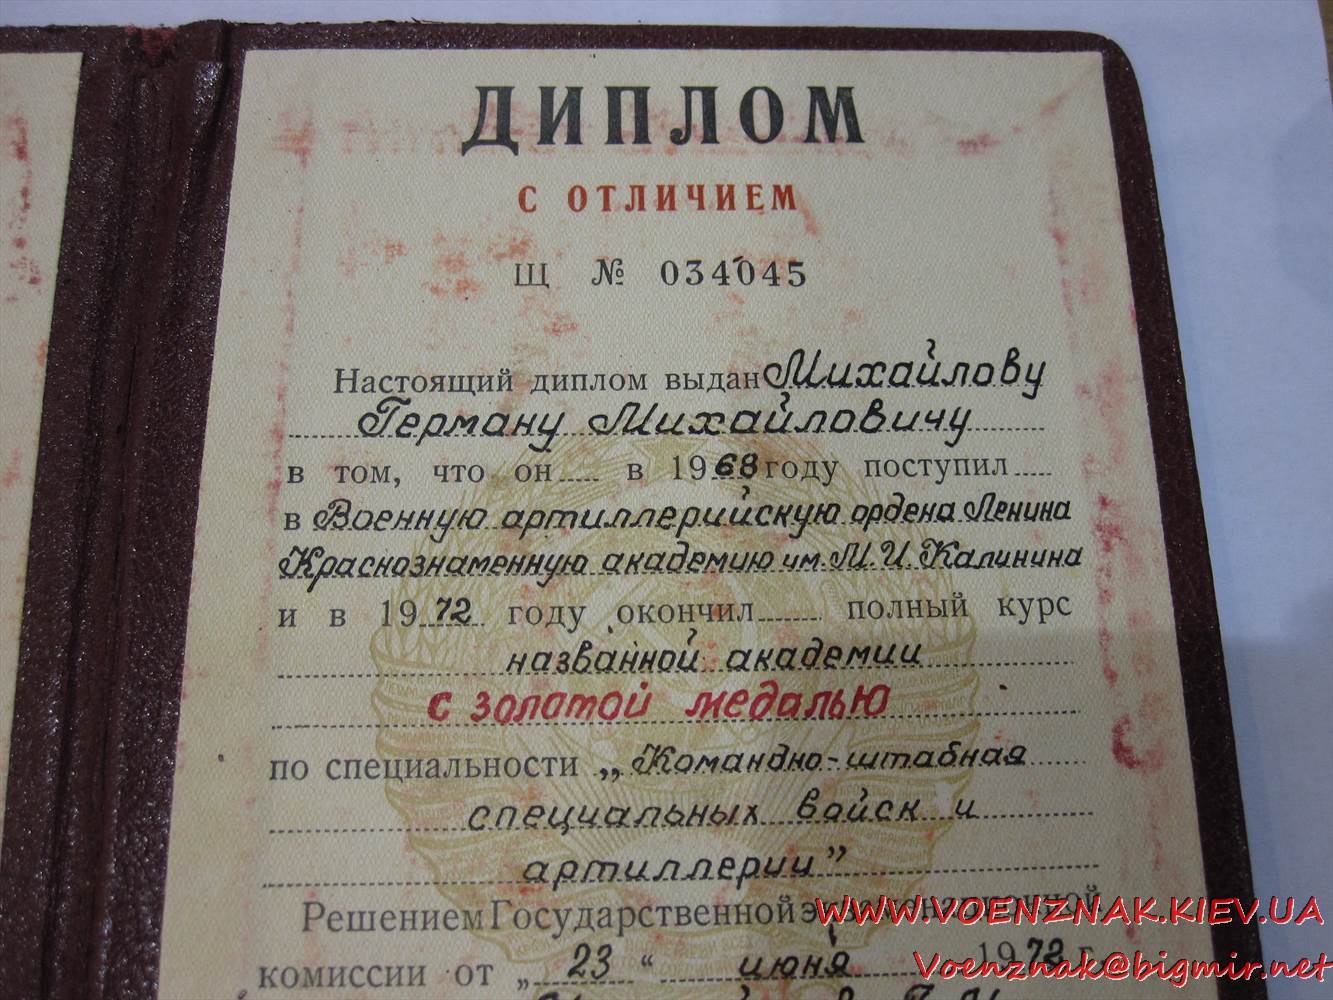 ДИПЛОМ
С ОТЛИЧИЕМ
Щ № 034045
Настоящий диплом выдан Михайлову
Герману Михайловичу
в том, что он в 1968 году поступил
в Военную артиллерийскую ордена Ленина
Краснознаменную академию им. М.И. Калинина
и в 1972 году окончил полный курс
названной академии
с золотой медалью
по специальности „Командно-штабная
специальных войск и
артиллерии”
Решением Государственной экзаменационной
WWW.VOENZNAK.KIEV.UA
комиссии от „23“ июня 1972 г.
Voenznak@bigmir.net